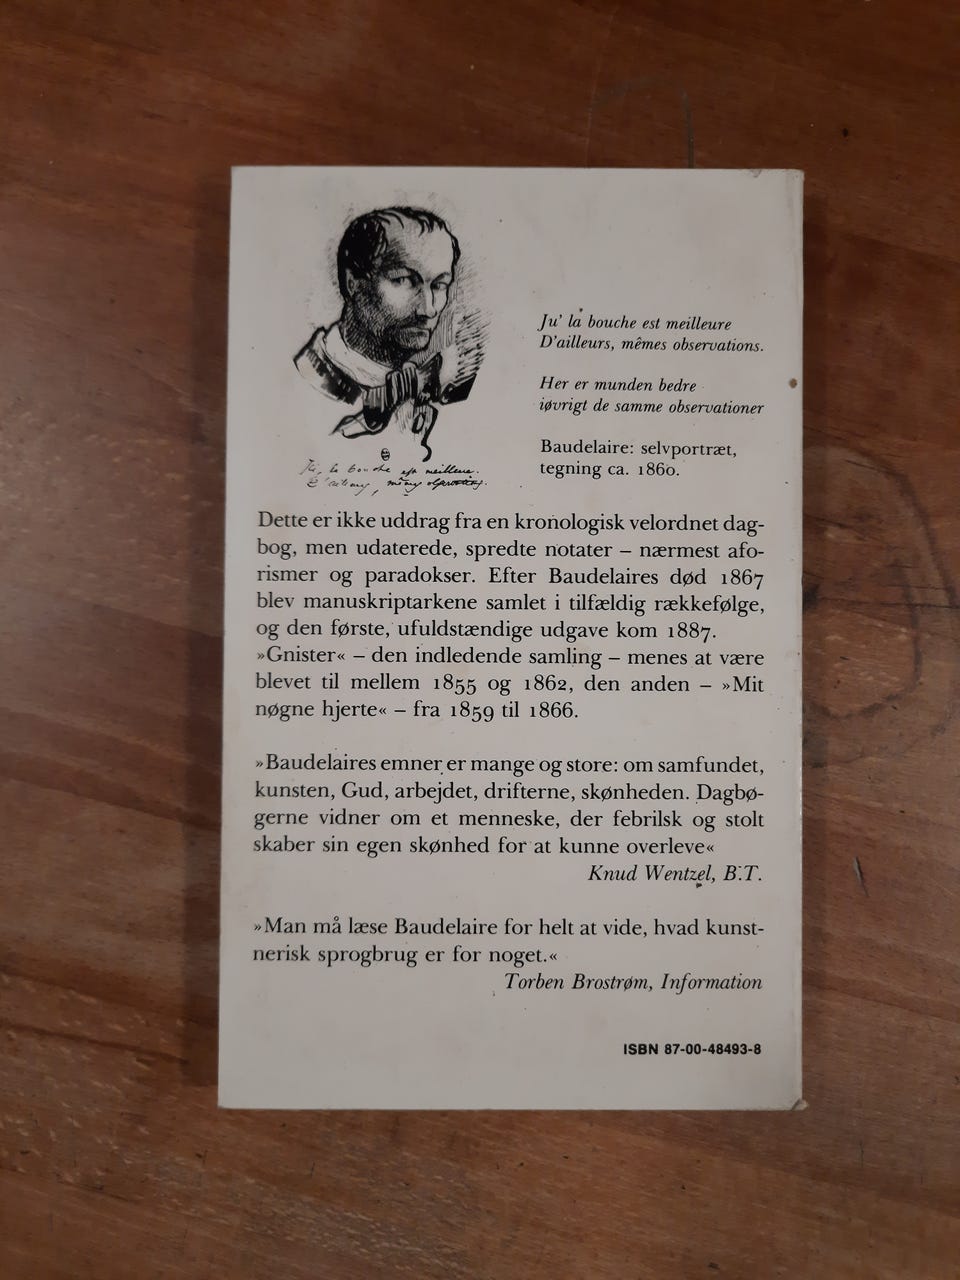 Ju' la bouche est meilleure
D'ailleurs, mêmes observations.
Her er munden bedre
iøvrigt de samme observationer
Baudelaire: selvportræt,
tegning ca. 1860.
la bouche est meilleure.
D'ailleurs, mêmes observations.
Dette er ikke uddrag fra en kronologisk velordnet dag-
bog, men udaterede, spredte notater – nærmest afo-
rismer og paradokser. Efter Baudelaires død 1867
blev manuskriptarkene samlet i tilfældig rækkefølge,
og den første, ufuldstændige udgave kom 1887.
»Gnister« – den indledende samling – menes at være
blevet til mellem 1855 og 1862, den anden – »Mit
nøgne hjerte« – fra 1859 til 1866.
»Baudelaires emner er mange og store: om samfundet,
kunsten, Gud, arbejdet, drifterne, skønheden. Dagbø-
gerne vidner om et menneske, der febrilsk og stolt
skaber sin egen skønhed for at kunne overleve«
Knud Wentzel, B.T.
»Man må læse Baudelaire for helt at vide, hvad kunst-
nerisk sprogbrug er for noget.«
Torben Brostrøm, Information
ISBN 87-00-48493-8